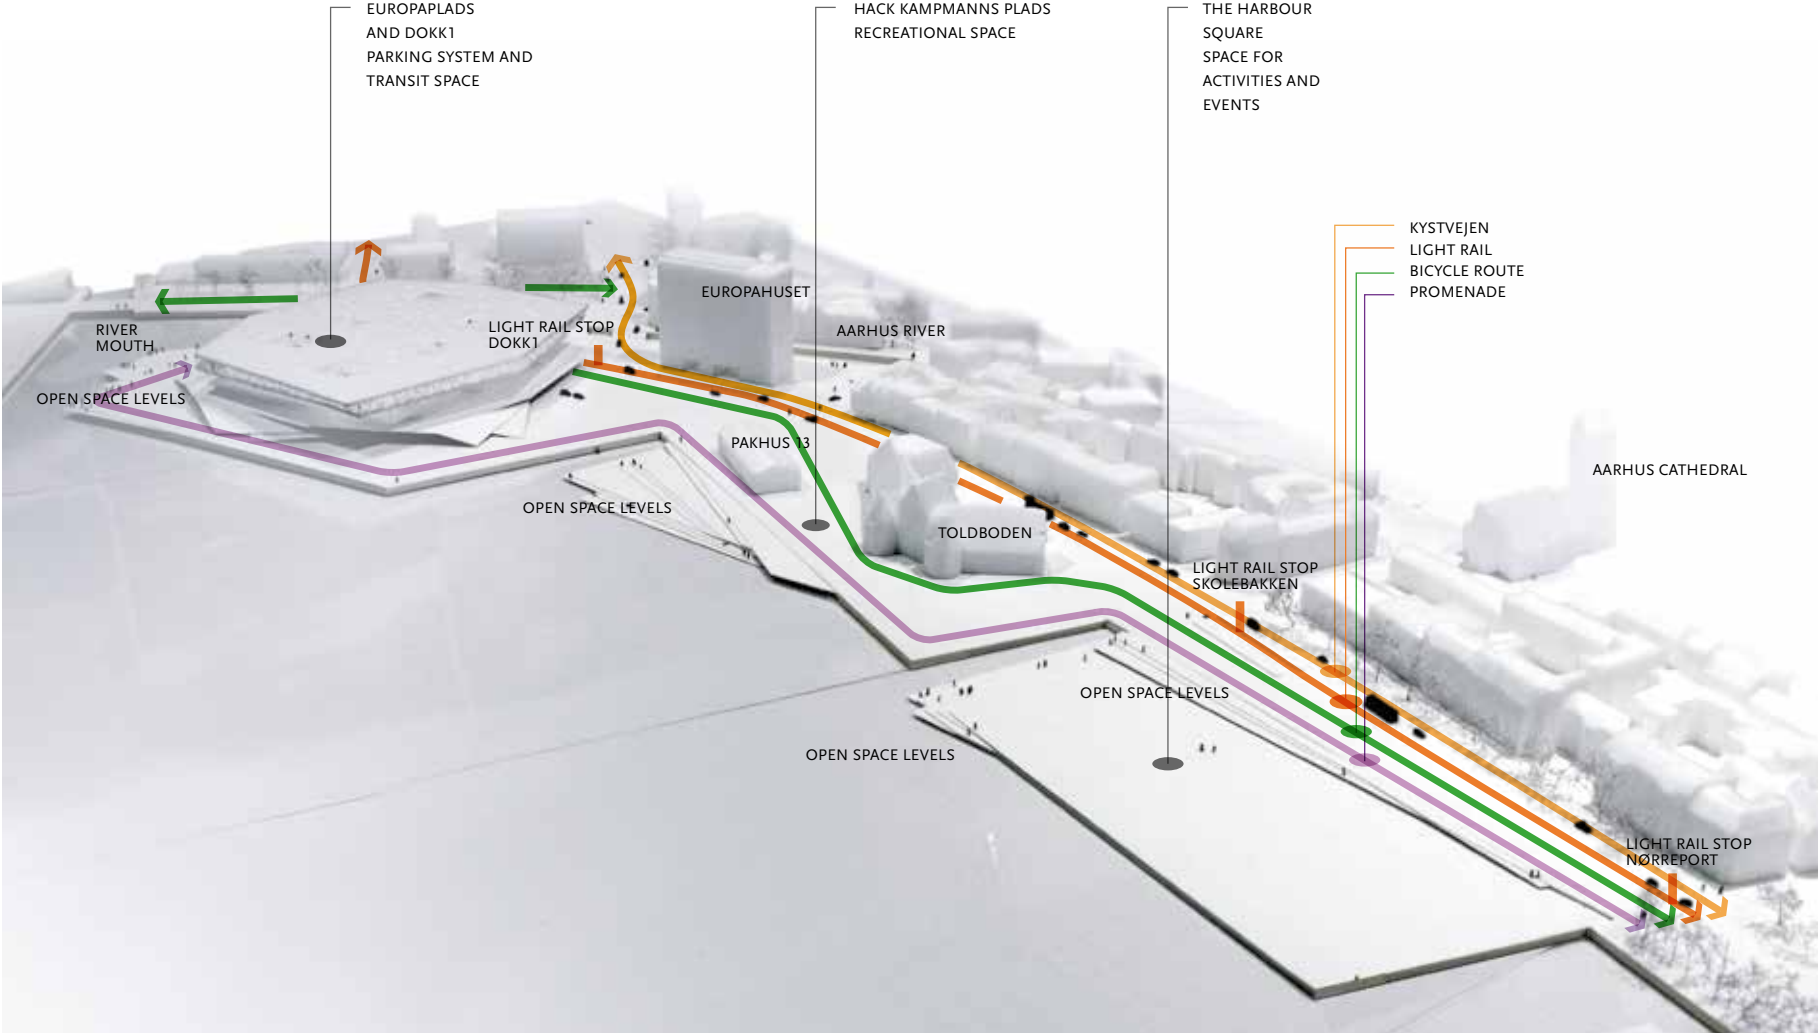 EUROPAPLADS
AND DOKK1
PARKING SYSTEM AND
TRANSIT SPACE
HACK KAMPMANNS PLADS
RECREATIONAL SPACE
THE HARBOUR
SQUARE
SPACE FOR
ACTIVITIES AND
EVENTS
KYSTVEJEN
LIGHT RAIL
BICYCLE ROUTE
PROMENADE
EUROPAHUSET
RIVER
MOUTH
LIGHT RAIL STOP
DOKK1
AARHUS RIVER
OPEN SPACE LEVELS
PAKHUS 13
AARHUS CATHEDRAL
OPEN SPACE LEVELS
TOLDBODEN
LIGHT RAIL STOP
SKOLEBAKKEN
OPEN SPACE LEVELS
OPEN SPACE LEVELS
LIGHT RAIL STOP
NØRREPORT